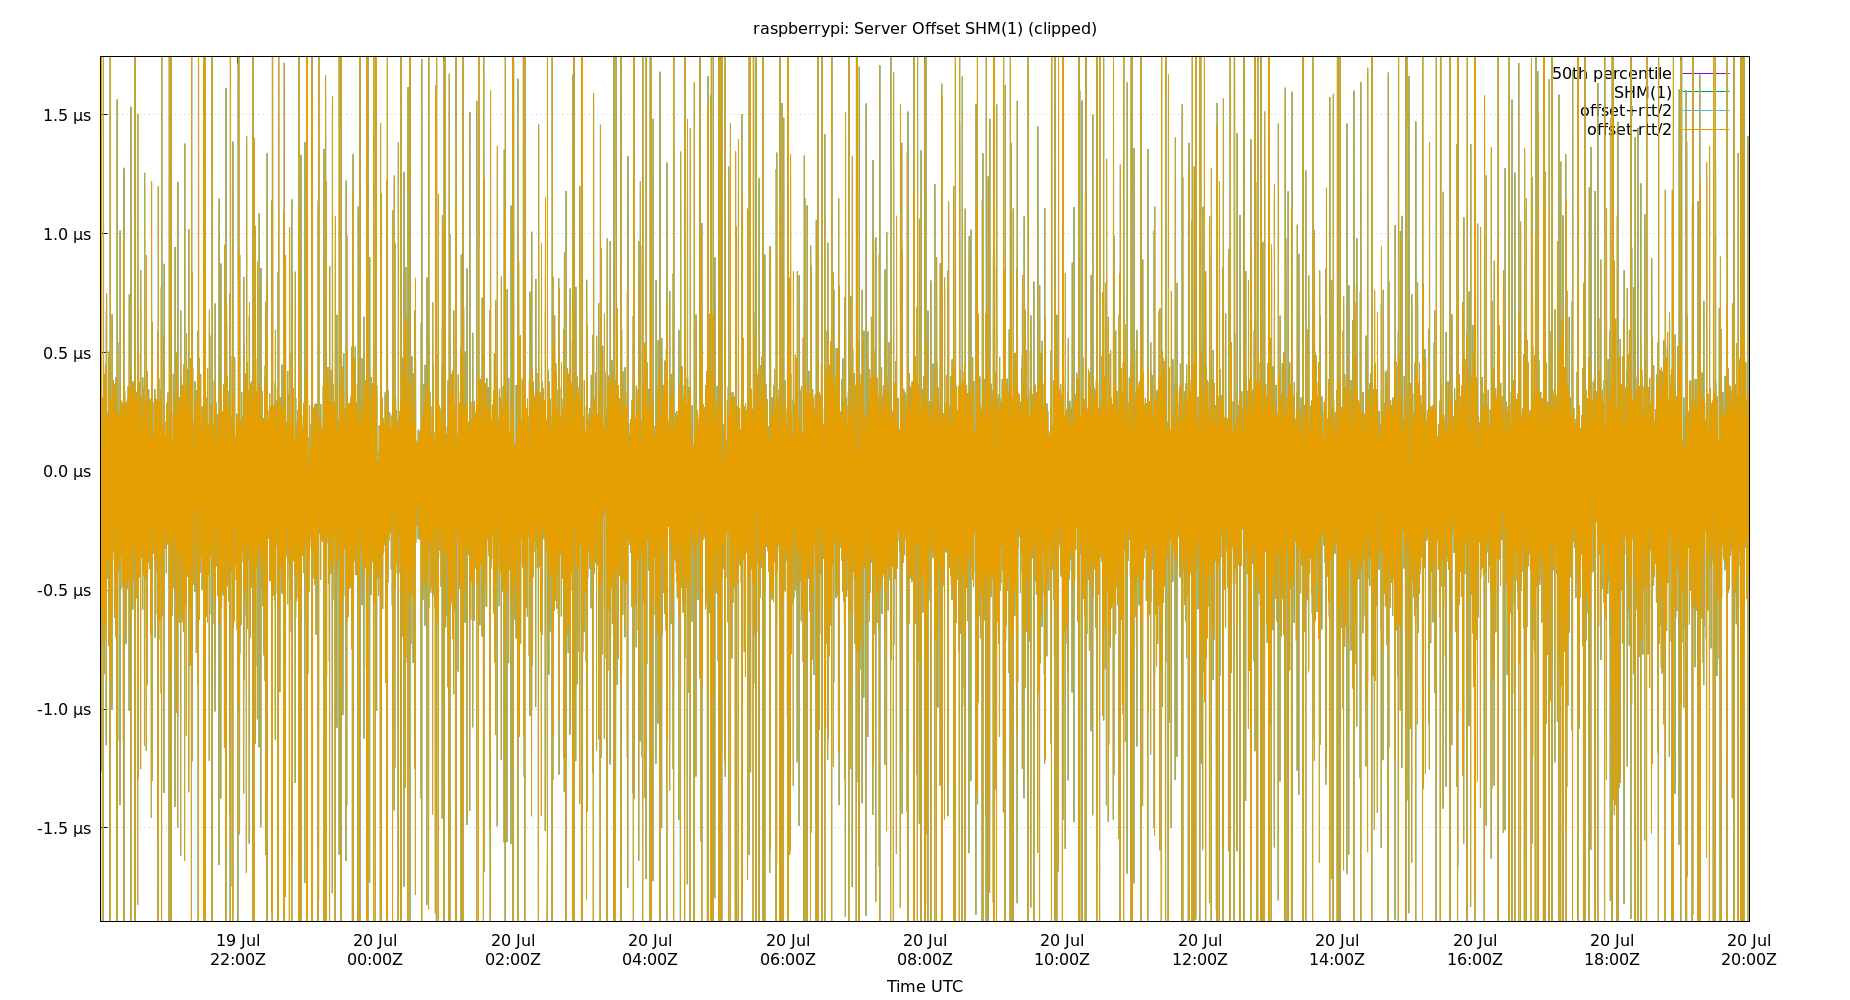 raspberrypi: Server Offset SHM(1) (clipped)
50th percentile
SHM(1)
offset+rtt/2
offset-rtt/2
1.5 μs
1.0 μs
0.5 μs
0.0 μs
-0.5 μs
-1.0 μs
-1.5 μs
19 Jul 20 Jul 20 Jul 20 Jul 20 Jul 20 Jul 20 Jul 20 Jul 20 Jul 20 Jul 20 Jul 20 Jul
22:00Z 00:00Z 02:00Z 04:00Z 06:00Z 08:00Z 10:00Z 12:00Z 14:00Z 16:00Z 18:00Z 20:00Z
Time UTC